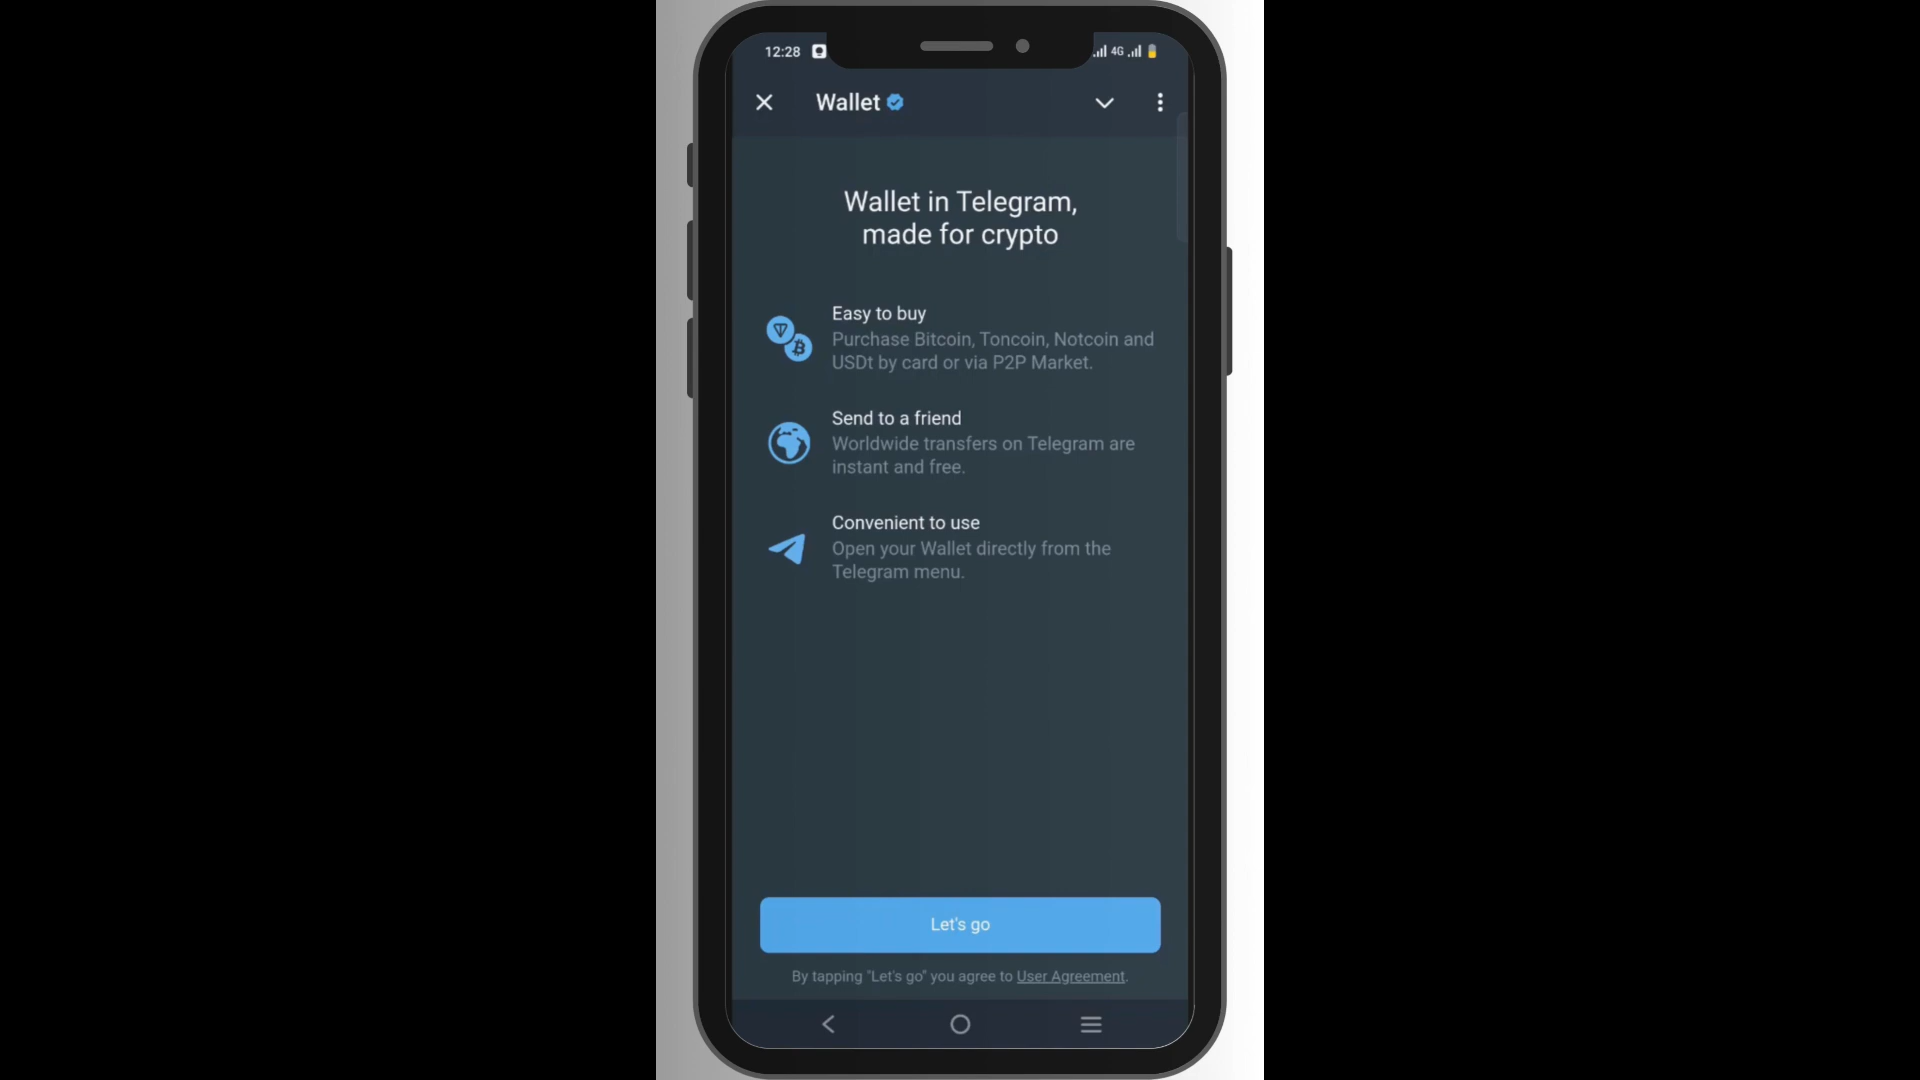 12:28
4G
Wallet
Wallet in Telegram,
made for crypto
Easy to buy
Purchase Bitcoin, Toncoin, Notcoin and
USDt by card or via P2P Market.
Send to a friend
Worldwide transfers on Telegram are
instant and free.
Convenient to use
Open your Wallet directly from the
Telegram menu.
Let's go
By tapping "Let's go" you agree to User Agreement.